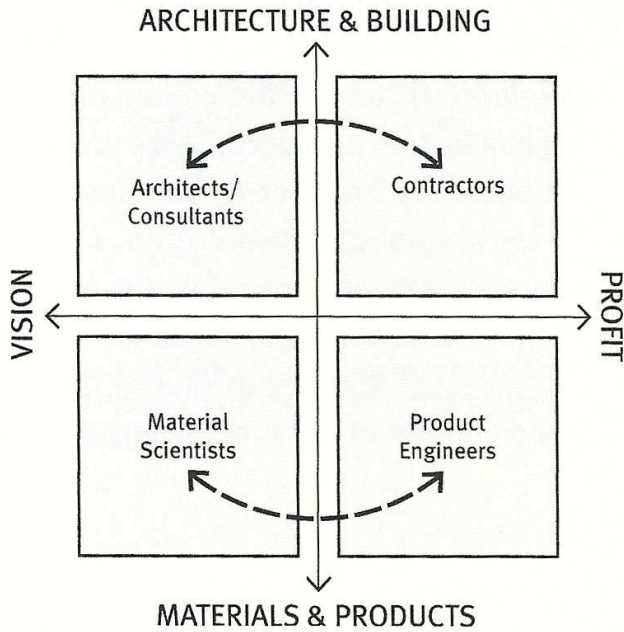 ARCHITECTURE & BUILDING
Architects/
Consultants
Contractors
VISION
PROFIT
Material
Scientists
Product
Engineers
MATERIALS & PRODUCTS